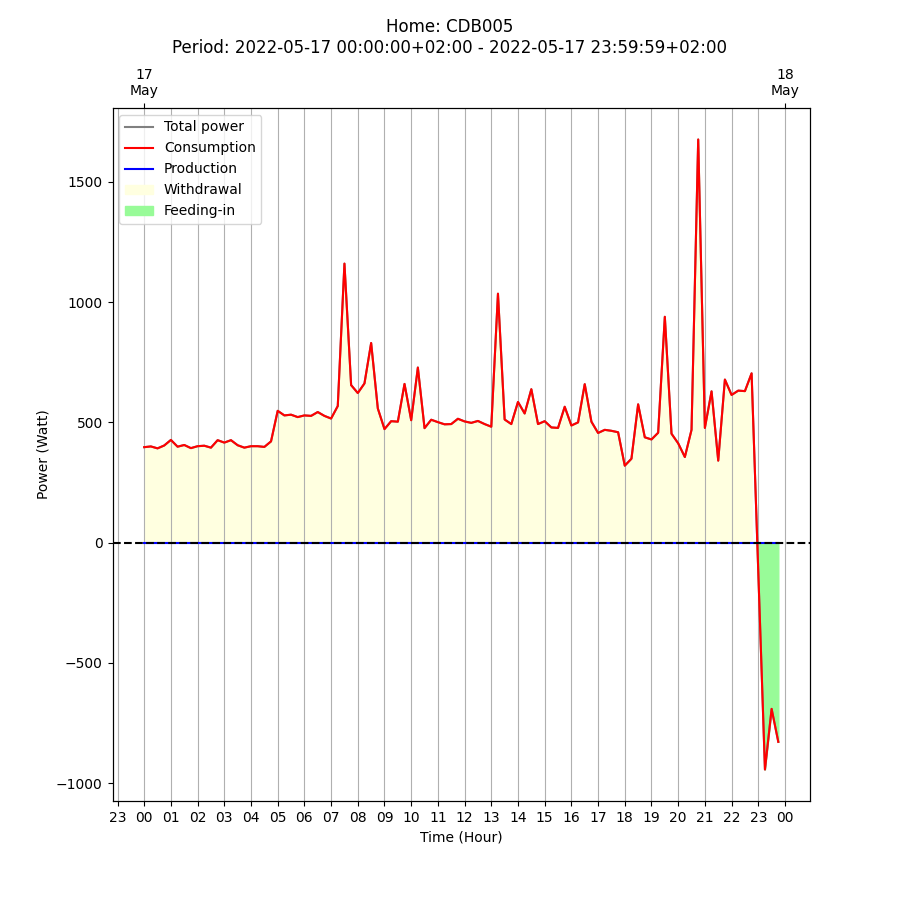 Home: CDB005
Period: 2022-05-17 00:00:00+02:00 - 2022-05-17 23:59:59+02:00
17 18
May May
Total power
Consumption
Production
Withdrawal
Feeding-in
1500
1000
500
0
−500
−1000
Power (Watt)
23 00 01 02 03 04 05 06 07 08 09 10 11 12 13 14 15 16 17 18 19 20 21 22 23 00
Time (Hour)